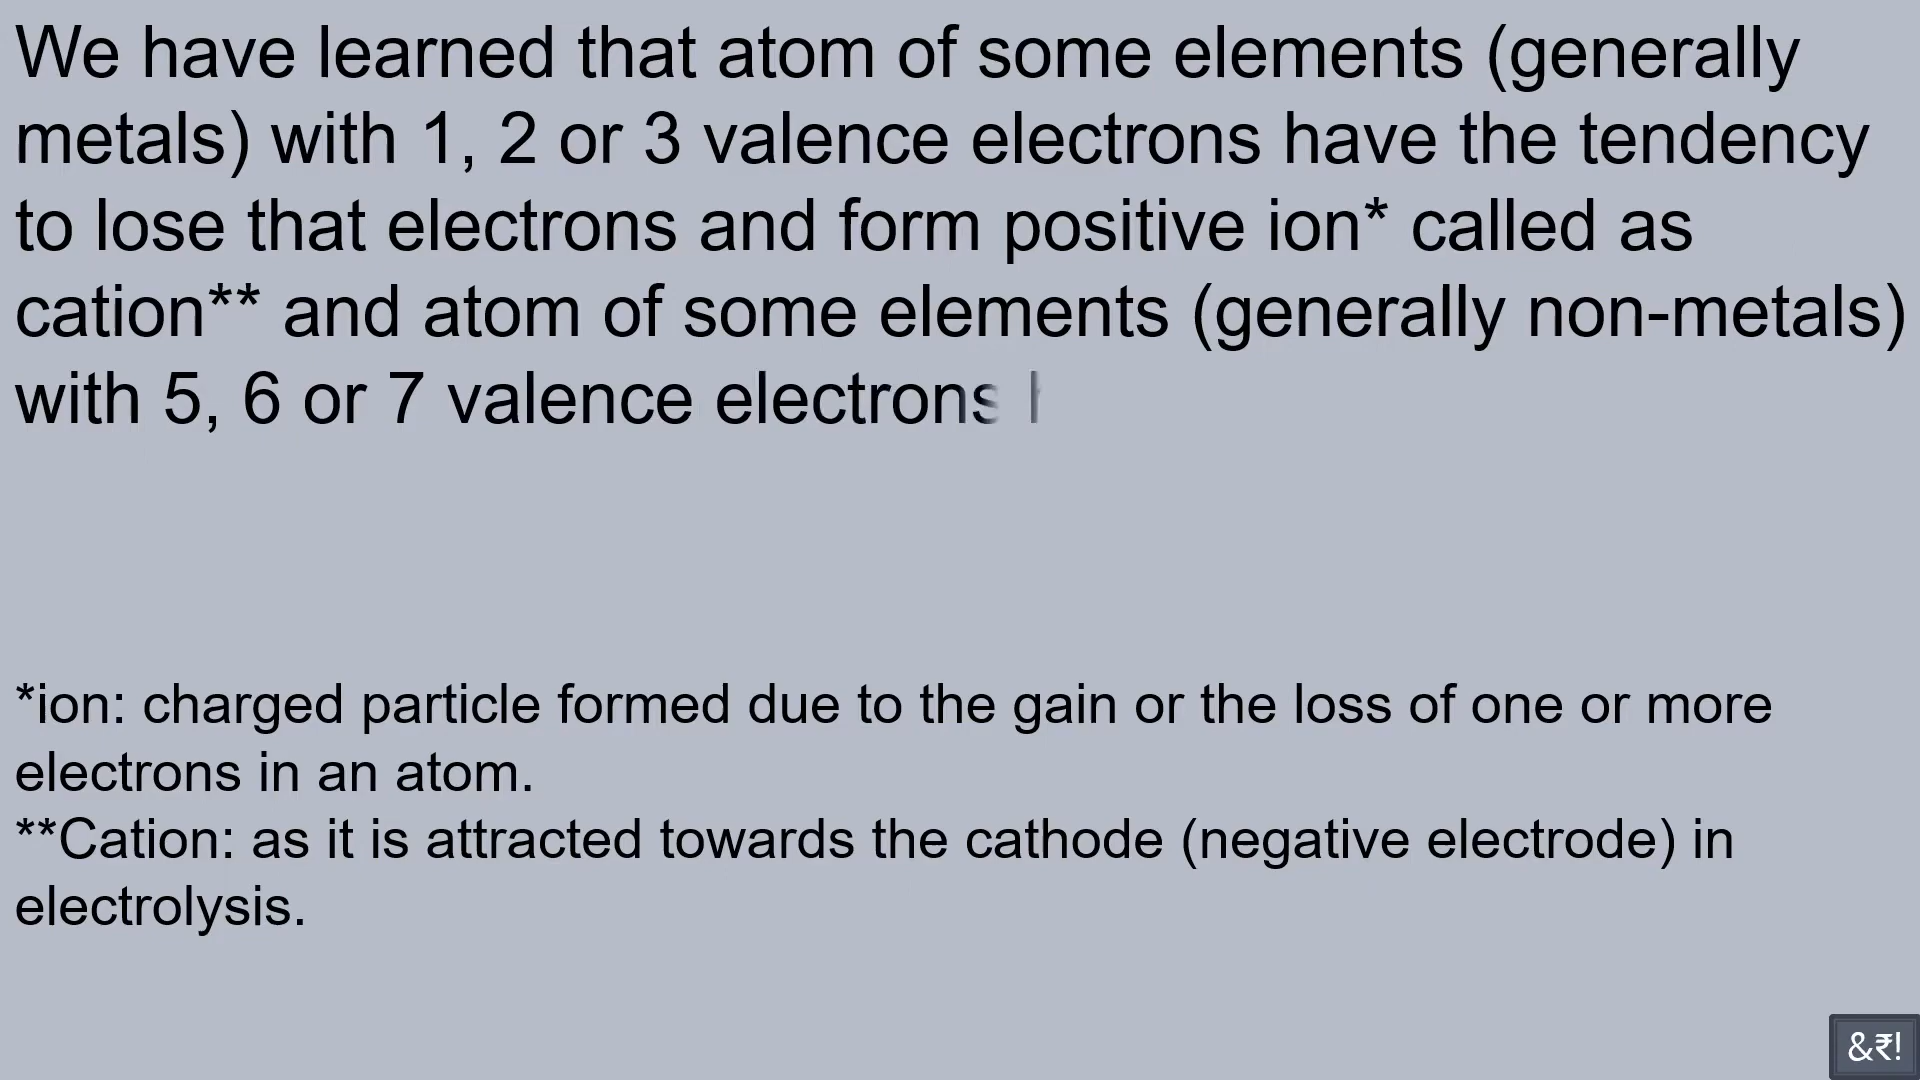 We have learned that atom of some elements (generally
metals) with 1, 2 or 3 valence electrons have the tendency
to lose that electrons and form positive ion* called as
cation** and atom of some elements (generally non-metals)
with 5, 6 or 7 valence electrons
*ion: charged particle formed due to the gain or the loss of one or more
electrons in an atom.
**Cation: as it is attracted towards the cathode (negative electrode) in
electrolysis.
&₹!